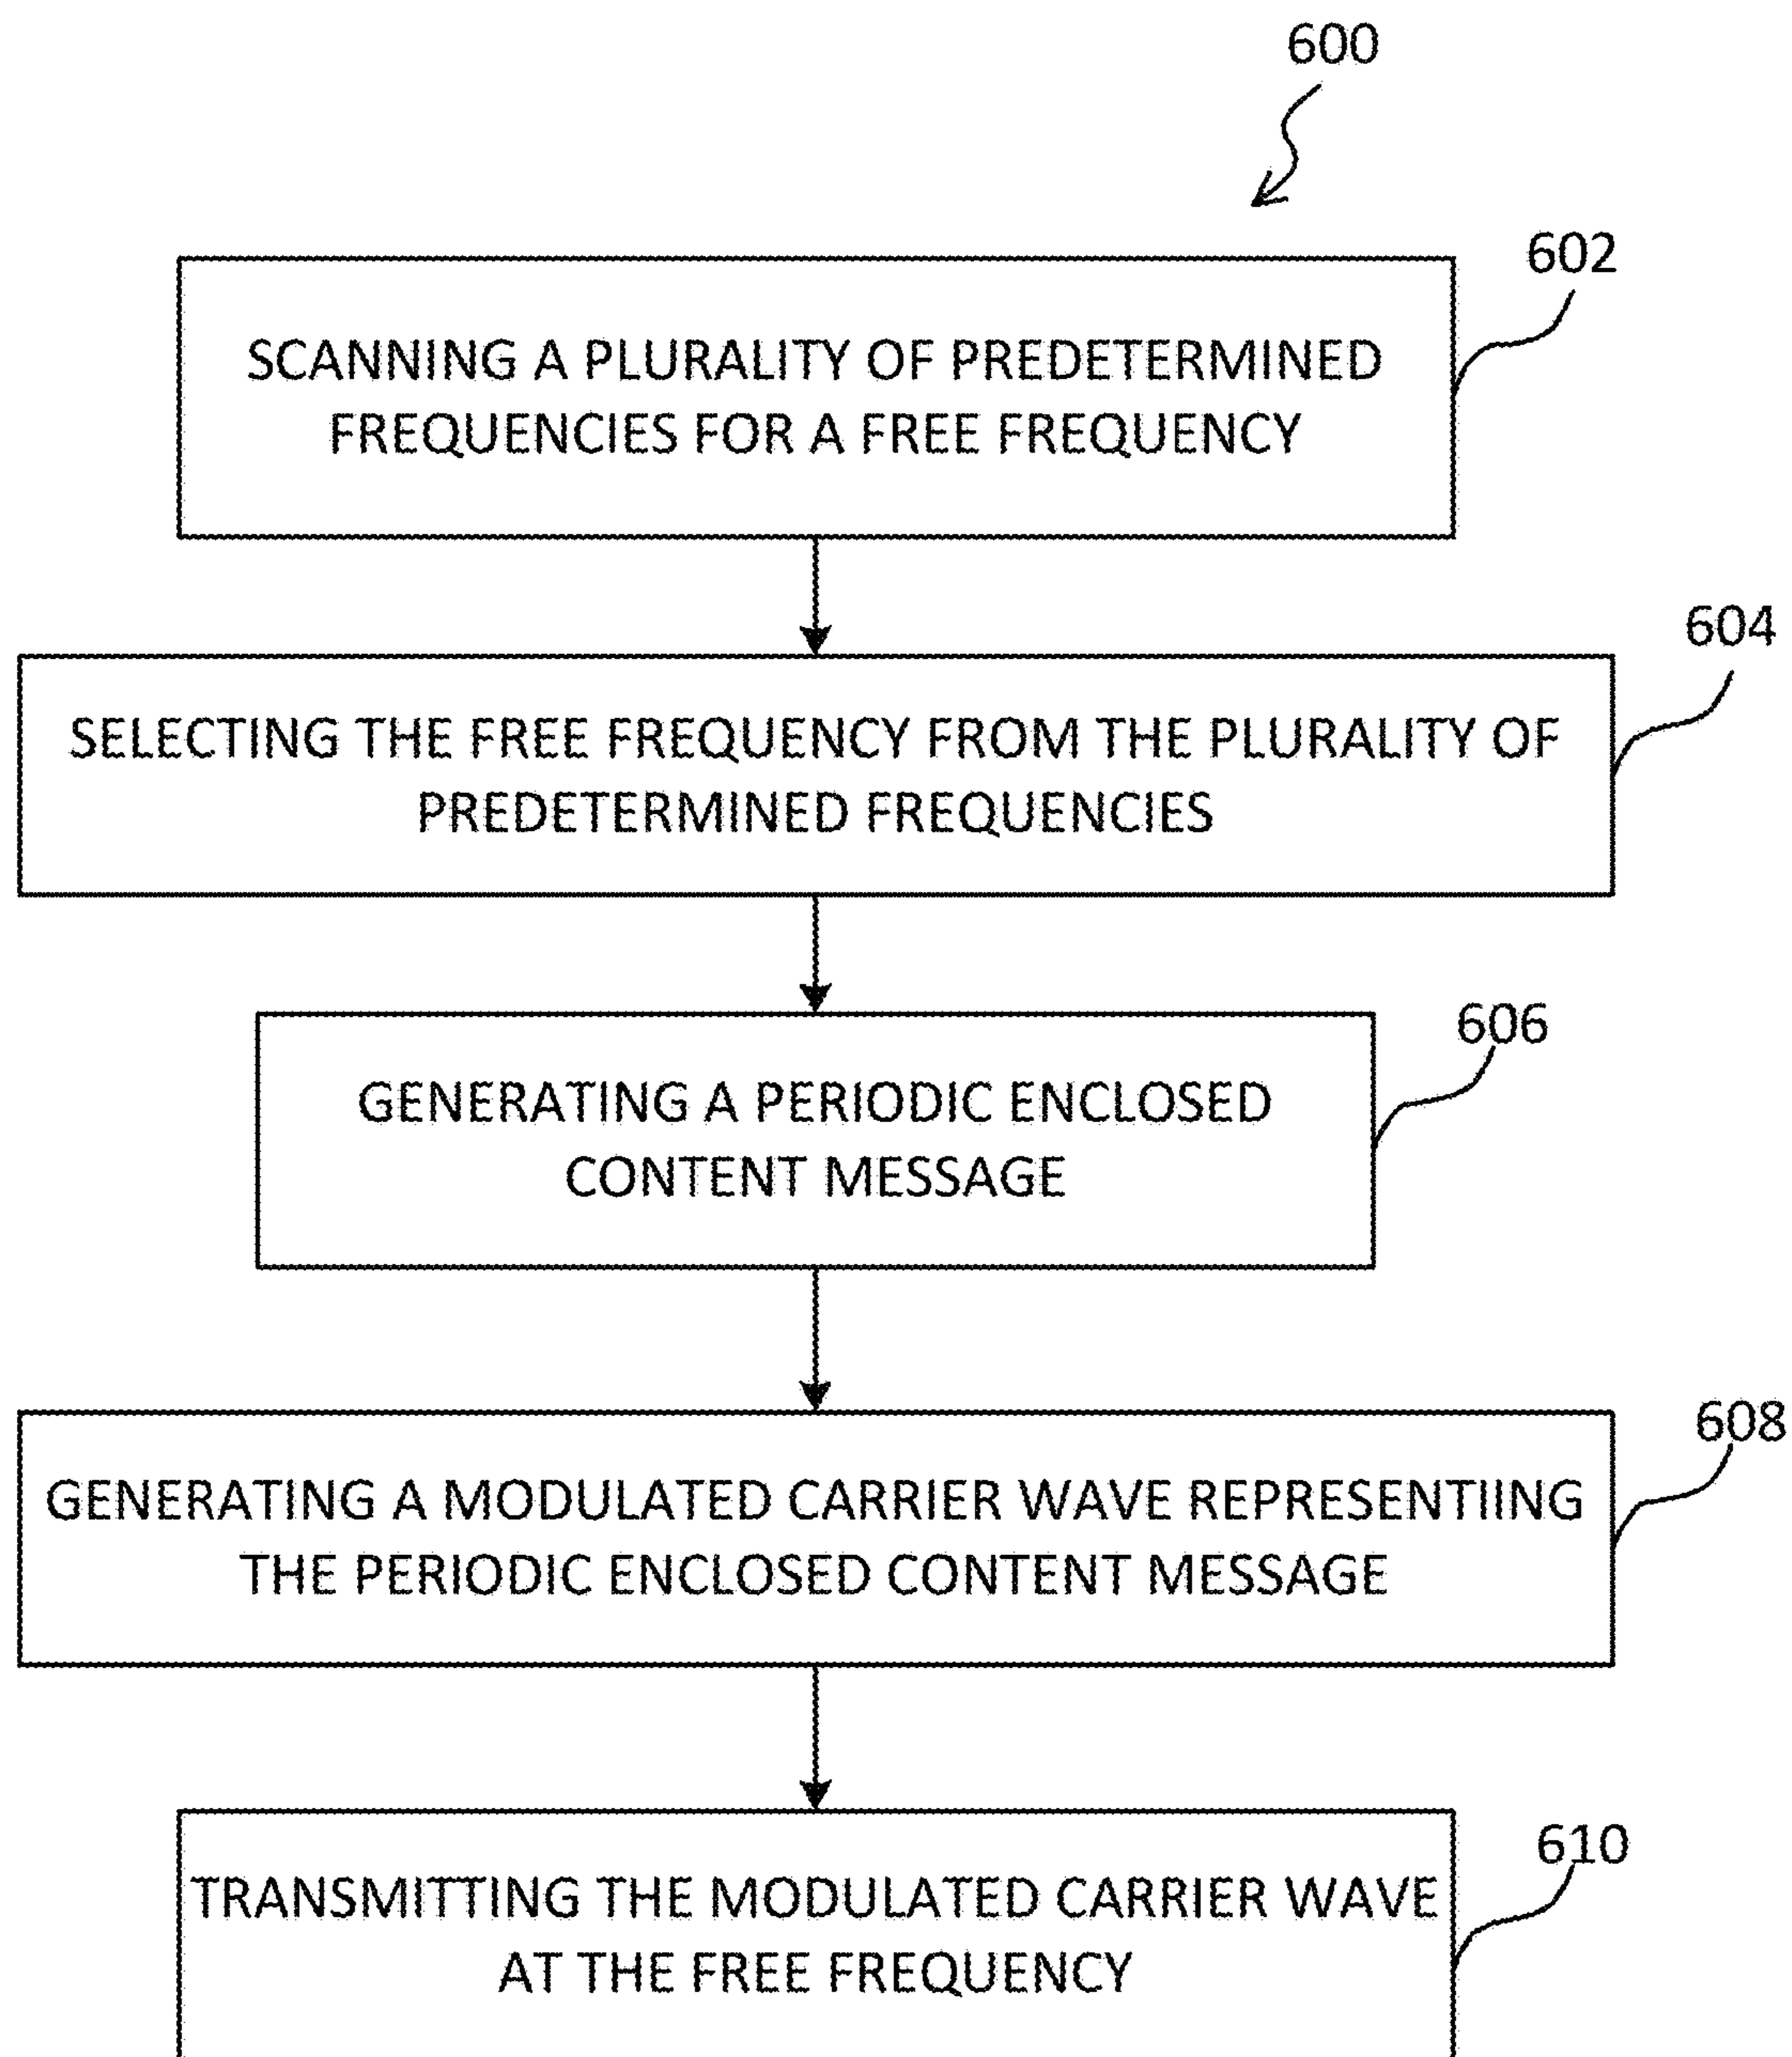 600
602
SCANNING A PLURALITY OF PREDETERMINED
FREQUENCIES FOR A FREE FREQUENCY
604
SELECTING THE FREE FREQUENCY FROM THE PLURALITY OF
PREDETERMINED FREQUENCIES
606
GENERATING A PERIODIC ENCLOSED
CONTENT MESSAGE
608
GENERATING A MODULATED CARRIER WAVE REPRESENTIING
THE PERIODIC ENCLOSED CONTENT MESSAGE
610
TRANSMITTING THE MODULATED CARRIER WAVE
AT THE FREE FREQUENCY